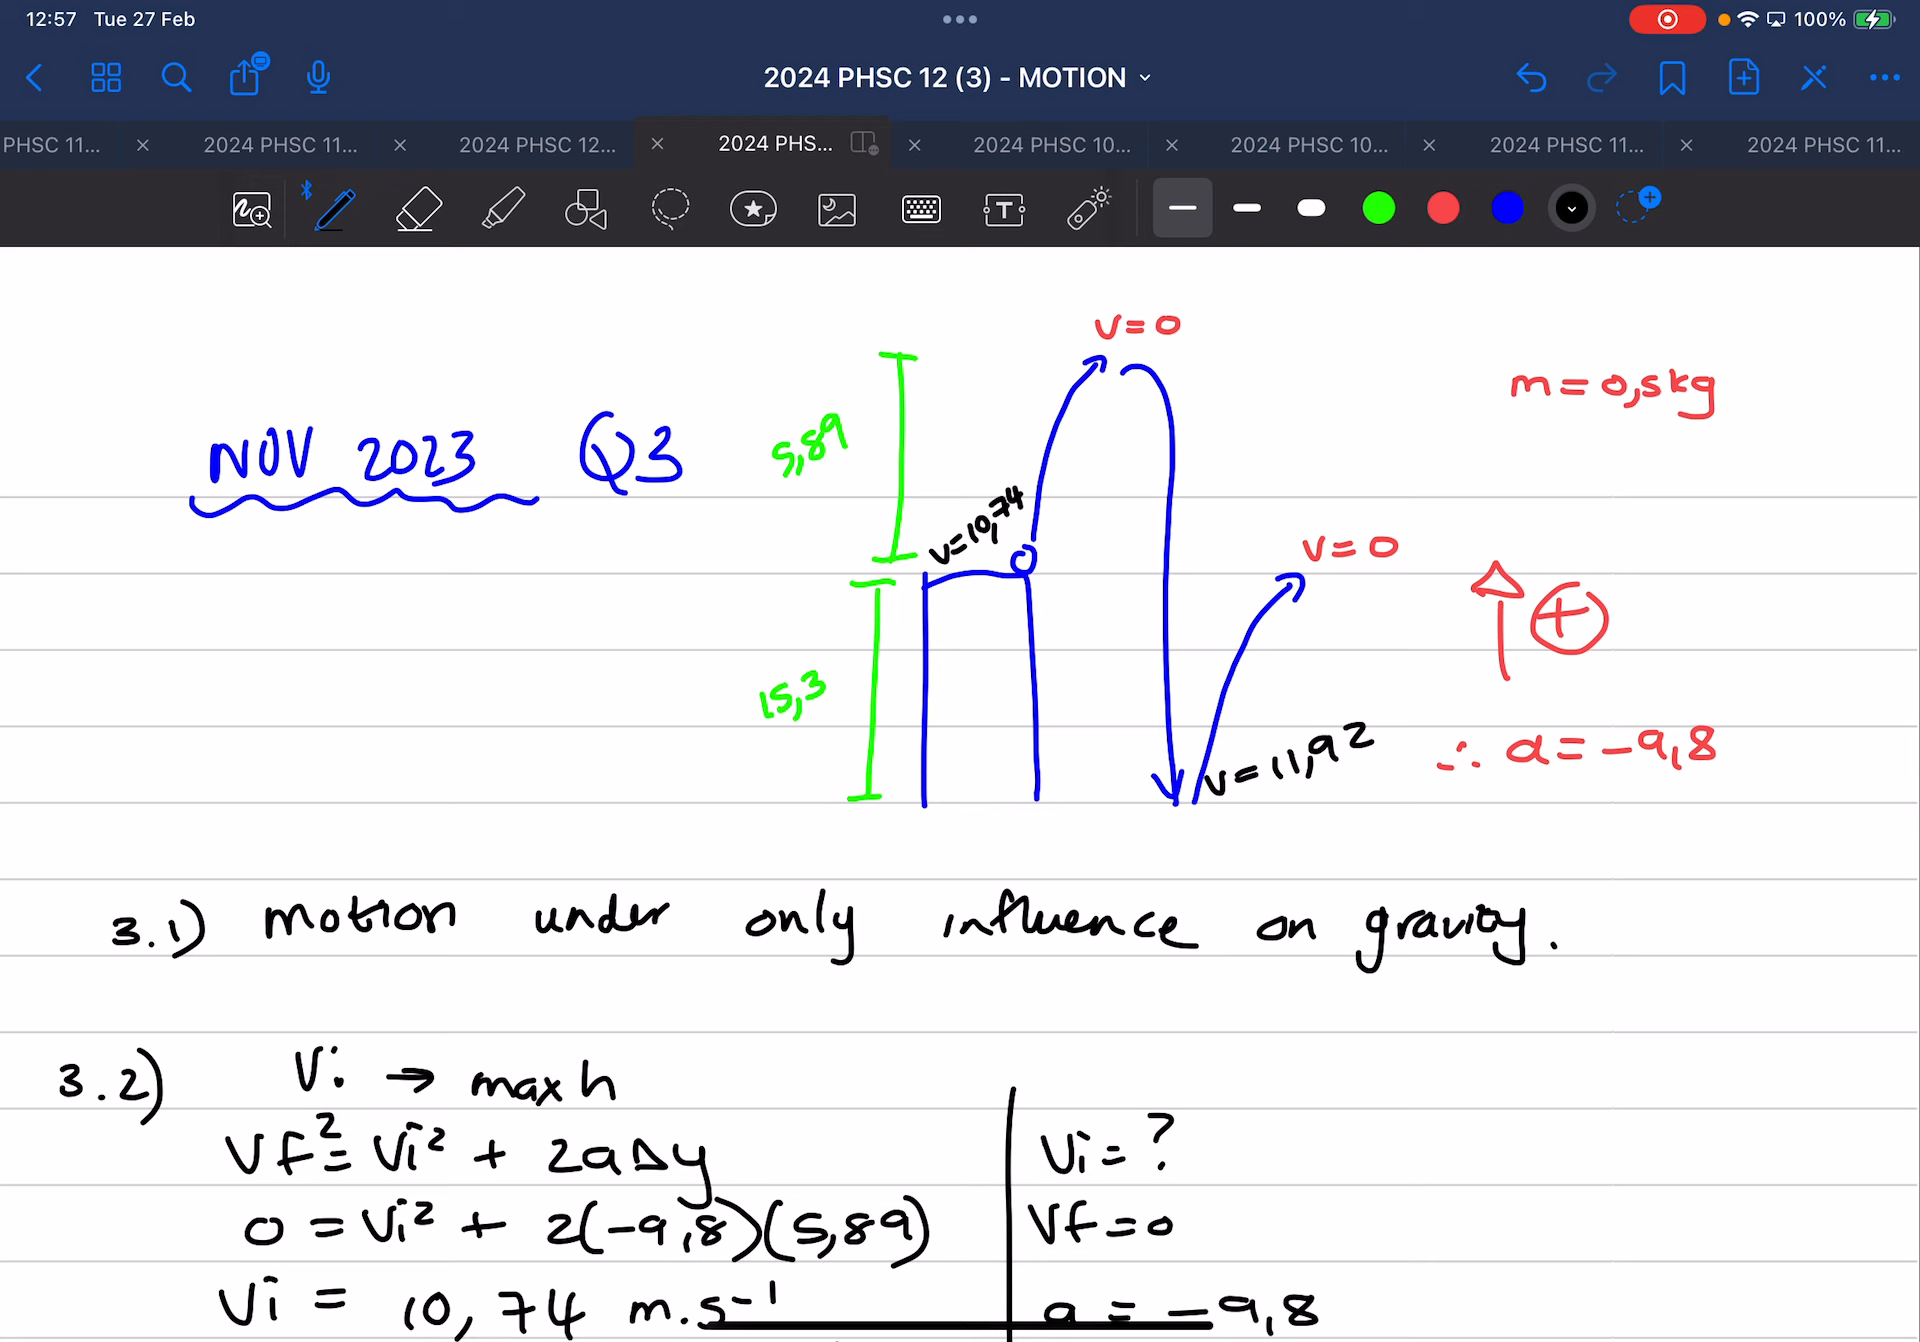 12:57 Tue 27 Feb
100%
2024 PHSC 12 (3) - MOTION
PHSC 11... 2024 PHSC 11... 2024 PHSC 12... 2024 PHS... 2024 PHSC 10... 2024 PHSC 10... 2024 PHSC 11... 2024 PHSC 11...
T
v=0
m=0,5kg
NOV 2023 Q3
5,89
v=10,74
v=0
+
15,3
v=11,92
∴ a=-9,8
3.1) motion under only influence on gravity.
3.2) Vi → max h
Vf²=Vi² + 2aΔy
Vi=?
0 = Vi² + 2(-9,8)(5,89)
Vf=0
Vi = 10,74 m.s⁻¹
a = -9,8